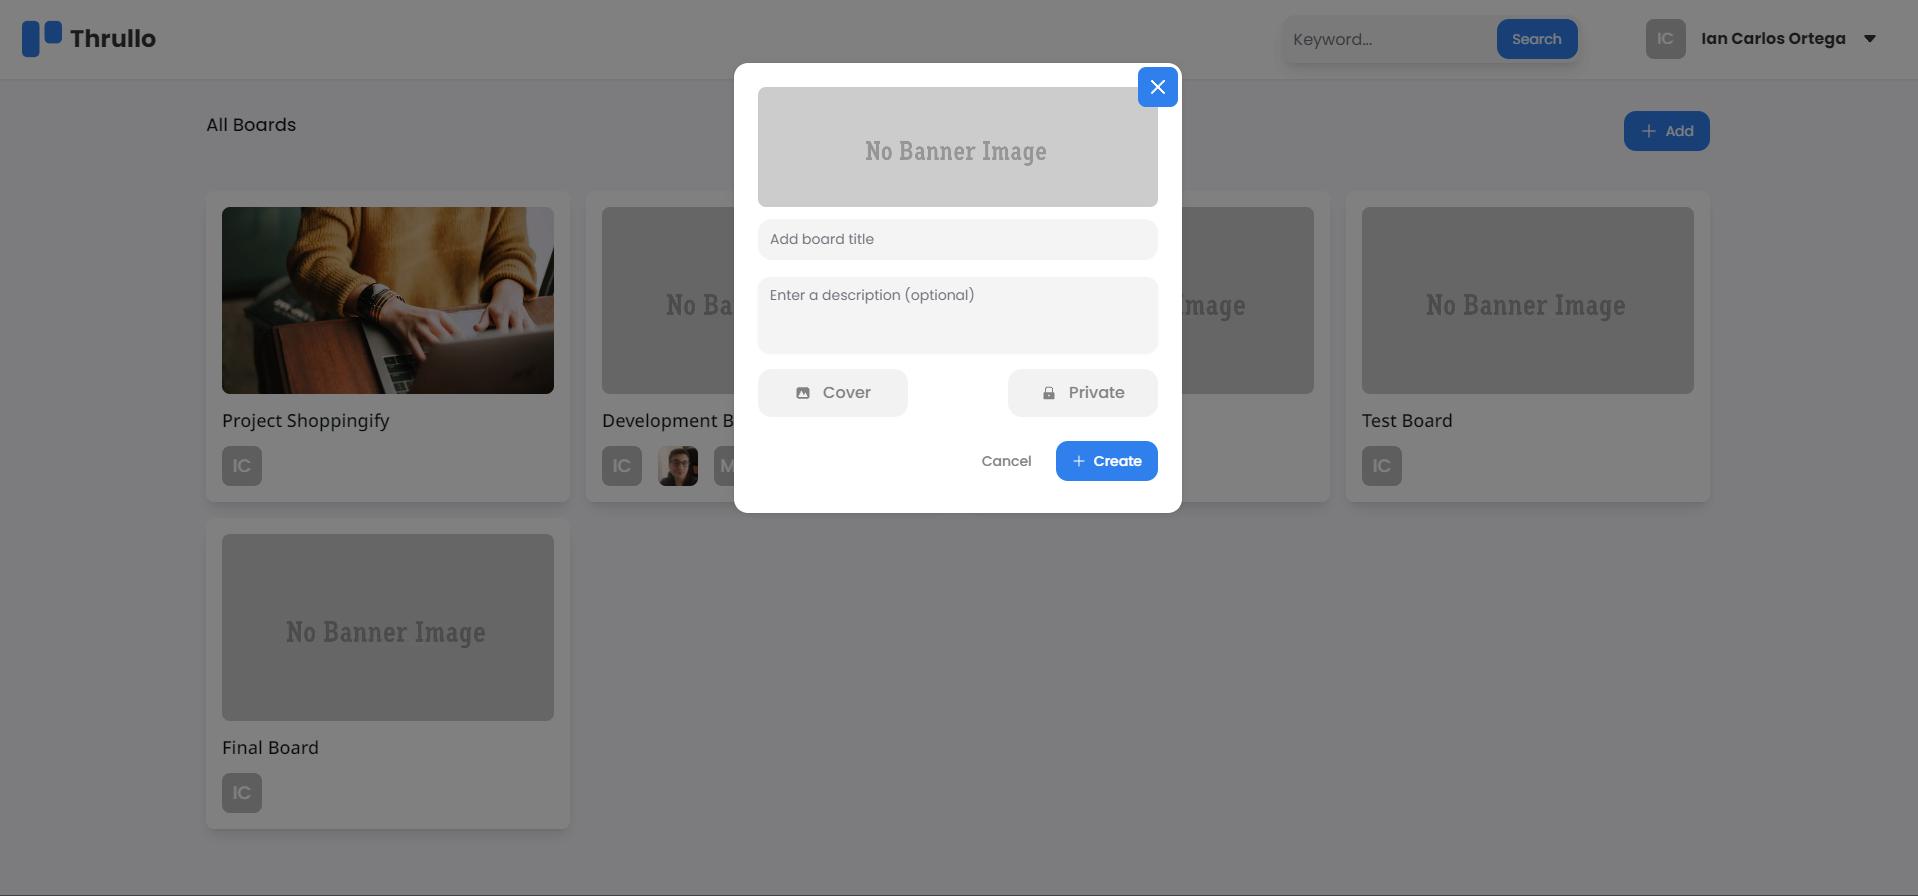 Thrullo
Keyword...
Search
IC
Ian Carlos Ortega
All Boards
Add
No Banner Image
Add board title
Enter a description (optional)
Cover
Private
Cancel
Create
Project Shoppingify
IC
No Ba
Development B
IC
M
mage
No Banner Image
Test Board
IC
No Banner Image
Final Board
IC